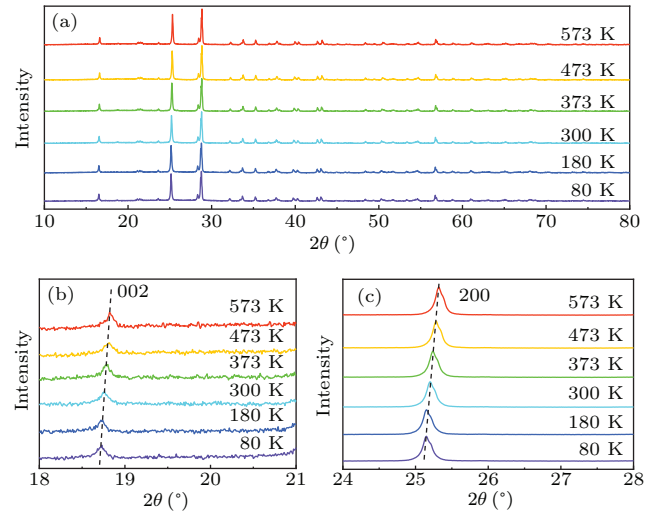 (a)
573 K
473 K
373 K
300 K
180 K
80 K
Intensity
10 20 30 40 50 60 70 80
2θ (°)
(b)
002
573 K
473 K
373 K
300 K
180 K
80 K
Intensity
18 19 20 21
2θ (°)
(c)
200
573 K
473 K
373 K
300 K
180 K
80 K
Intensity
24 25 26 27 28
2θ (°)